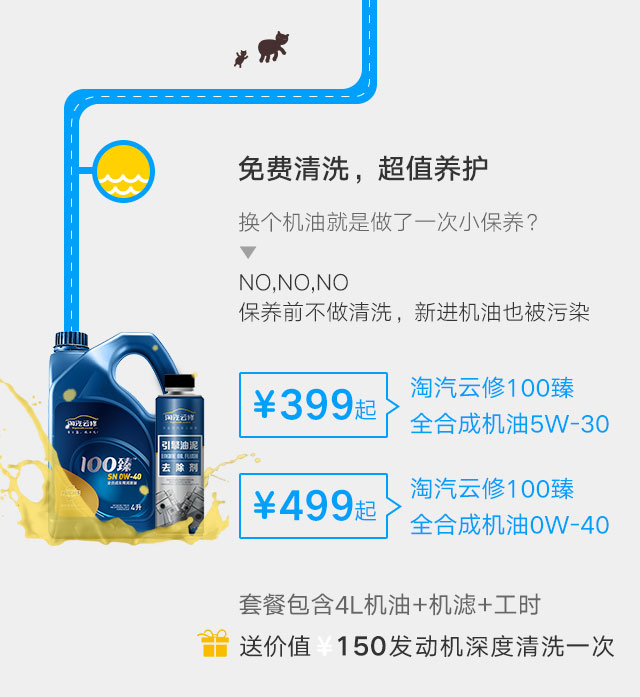 免费清洗，超值养护
换个机油就是做了一次小保养？
NO,NO,NO
保养前不做清洗，新进机油也被污染
¥399起
淘汽云修100臻
全合成机油5W-30
¥499起
淘汽云修100臻
全合成机油0W-40
淘汽云修
100臻
SN 0W-40
4升
淘汽云修
引擎油泥
ENGINE OIL FLUSH
去除剂
套餐包含4L机油+机滤+工时
送价值¥150发动机深度清洗一次